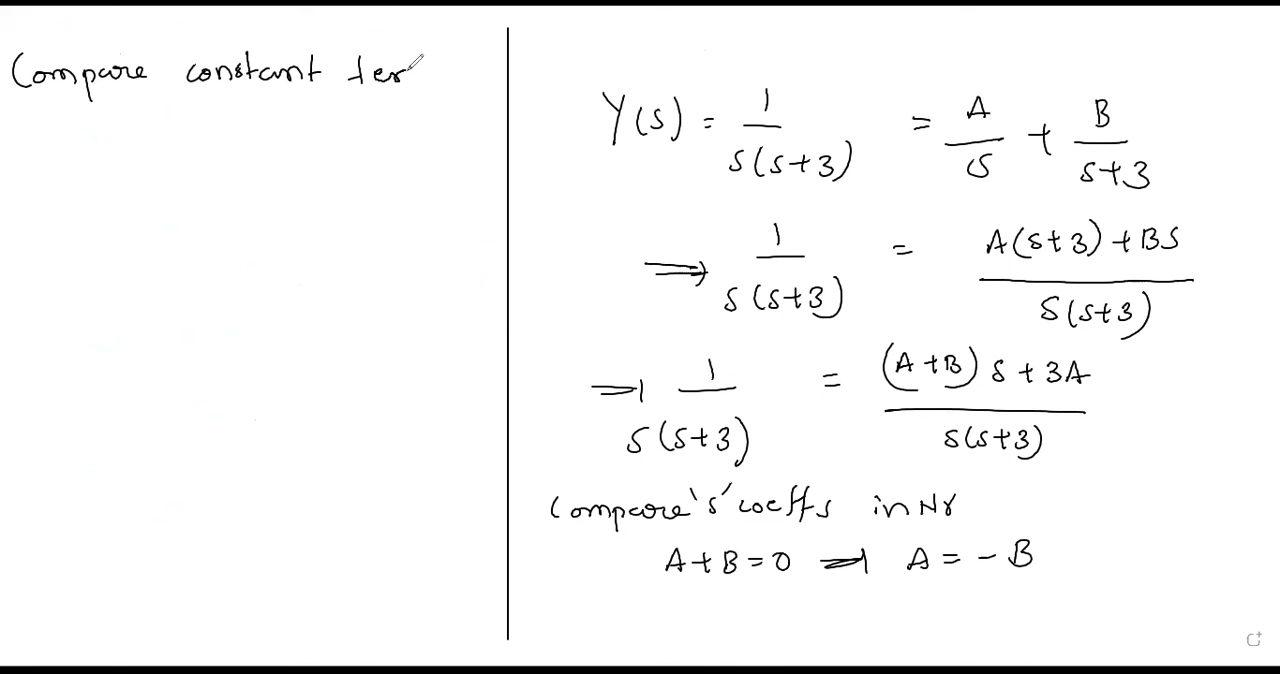 Compare constant ter
Y(s) = 1/s(s+3) = A/s + B/s+3
⇒ 1/s(s+3) = A(s+3)+Bs/s(s+3)
⇒ 1/s(s+3) = (A+B)s+3A/s(s+3)
Compare 's' coeffs in Nr
A+B=0 ⇒ A=-B